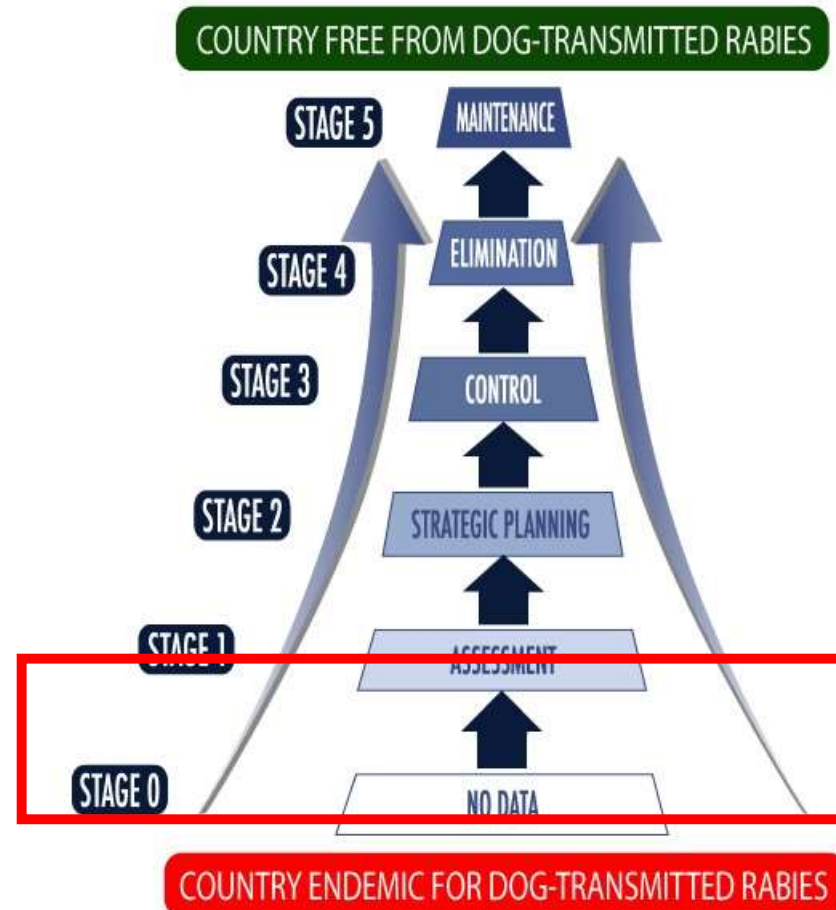 COUNTRY FREE FROM DOG-TRANSMITTED RABIES
STAGE 5
MAINTENANCE
STAGE 4
ELIMINATION
STAGE 3
CONTROL
STAGE 2
STRATEGIC PLANNING
STAGE 1
ASSESSMENT
STAGE 0
NO DATA
COUNTRY ENDEMIC FOR DOG-TRANSMITTED RABIES